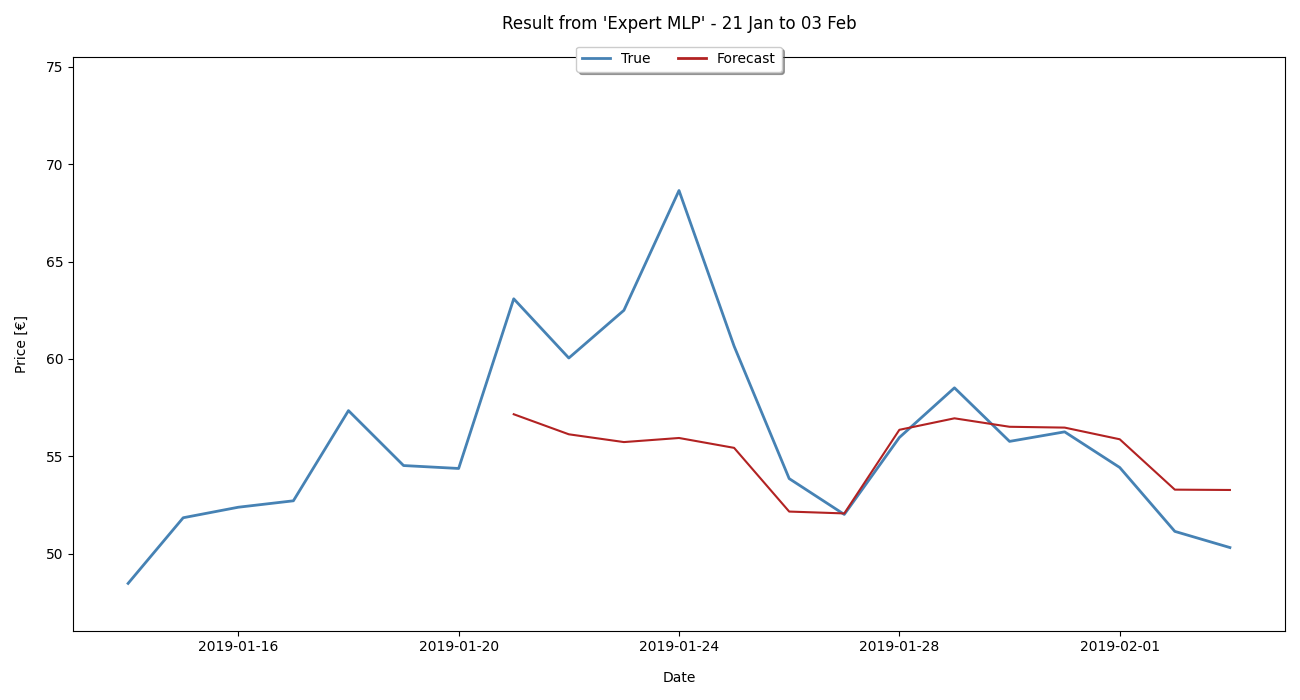 Result from 'Expert MLP' - 21 Jan to 03 Feb
True Forecast
75
70
65
60
55
50
Price [€]
2019-01-16 2019-01-20 2019-01-24 2019-01-28 2019-02-01
Date